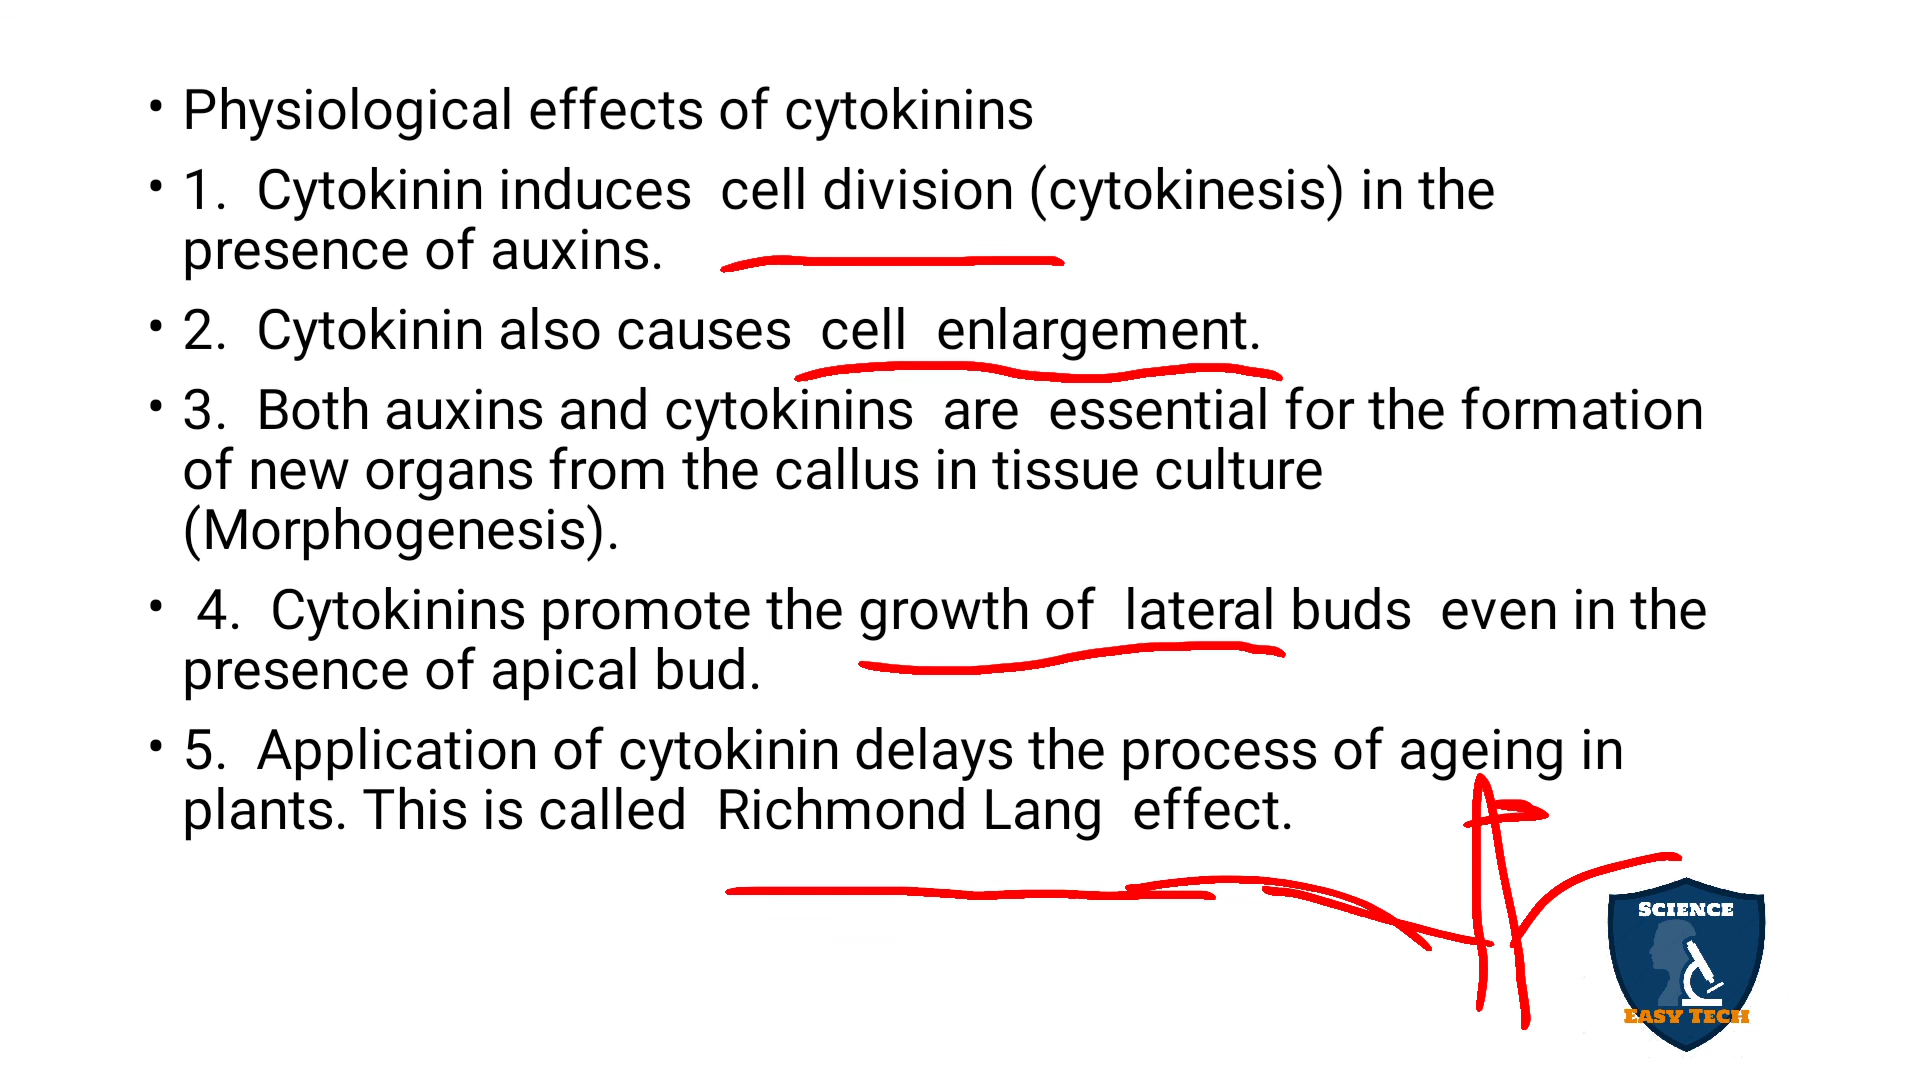 • Physiological effects of cytokinins
• 1. Cytokinin induces cell division (cytokinesis) in the
presence of auxins.
• 2. Cytokinin also causes cell enlargement.
• 3. Both auxins and cytokinins are essential for the formation
of new organs from the callus in tissue culture
(Morphogenesis).
• 4. Cytokinins promote the growth of lateral buds even in the
presence of apical bud.
• 5. Application of cytokinin delays the process of ageing in
plants. This is called Richmond Lang effect.
SCIENCE
EASY TECH